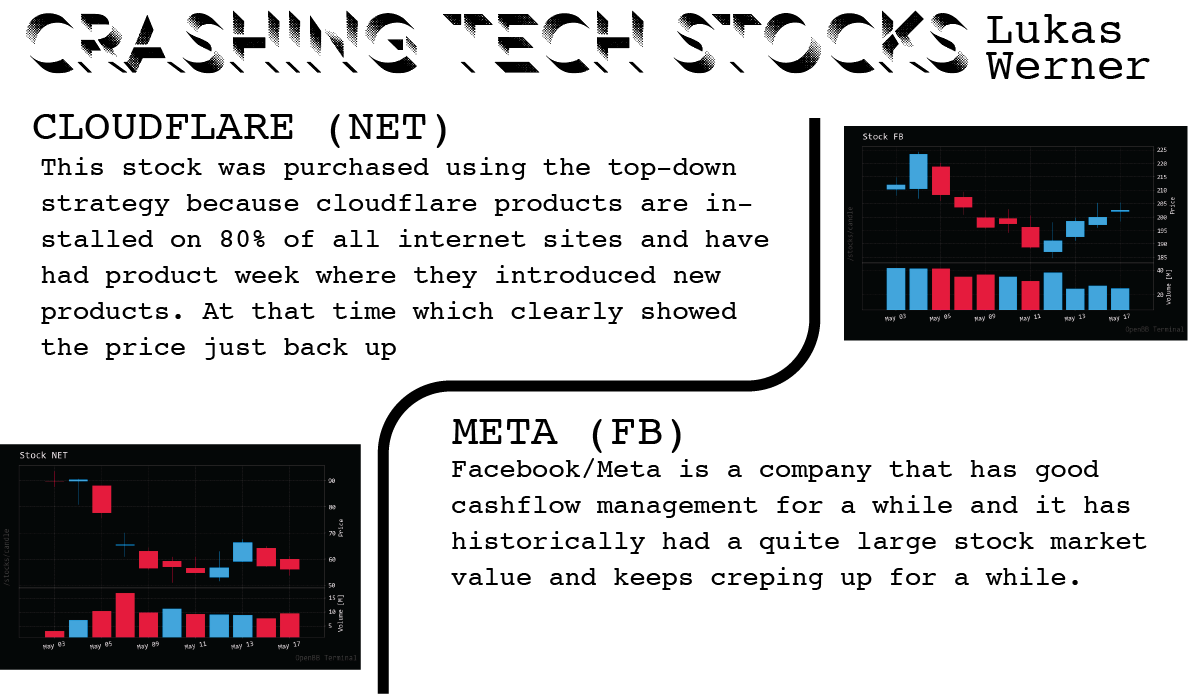 CRASHING TECH STOCKS
Lukas
Werner
CLOUDFLARE (NET)
This stock was purchased using the top-down
strategy because cloudflare products are in-
stalled on 80% of all internet sites and have
had product week where they introduced new
products. At that time which clearly showed
the price just back up
Stock FB
225
220
215
210
205
200
195
190
185
Price
40
20
Volume [M]
/stocks/candle
May 03
May 05
May 09
May 11
May 13
May 17
OpenBB Terminal
META (FB)
Facebook/Meta is a company that has good
cashflow management for a while and it has
historically had a quite large stock market
value and keeps creping up for a while.
Stock NET
90
80
70
60
50
Price
15
10
5
Volume [M]
/stocks/candle
May 03
May 05
May 09
May 11
May 13
May 17
OpenBB Terminal